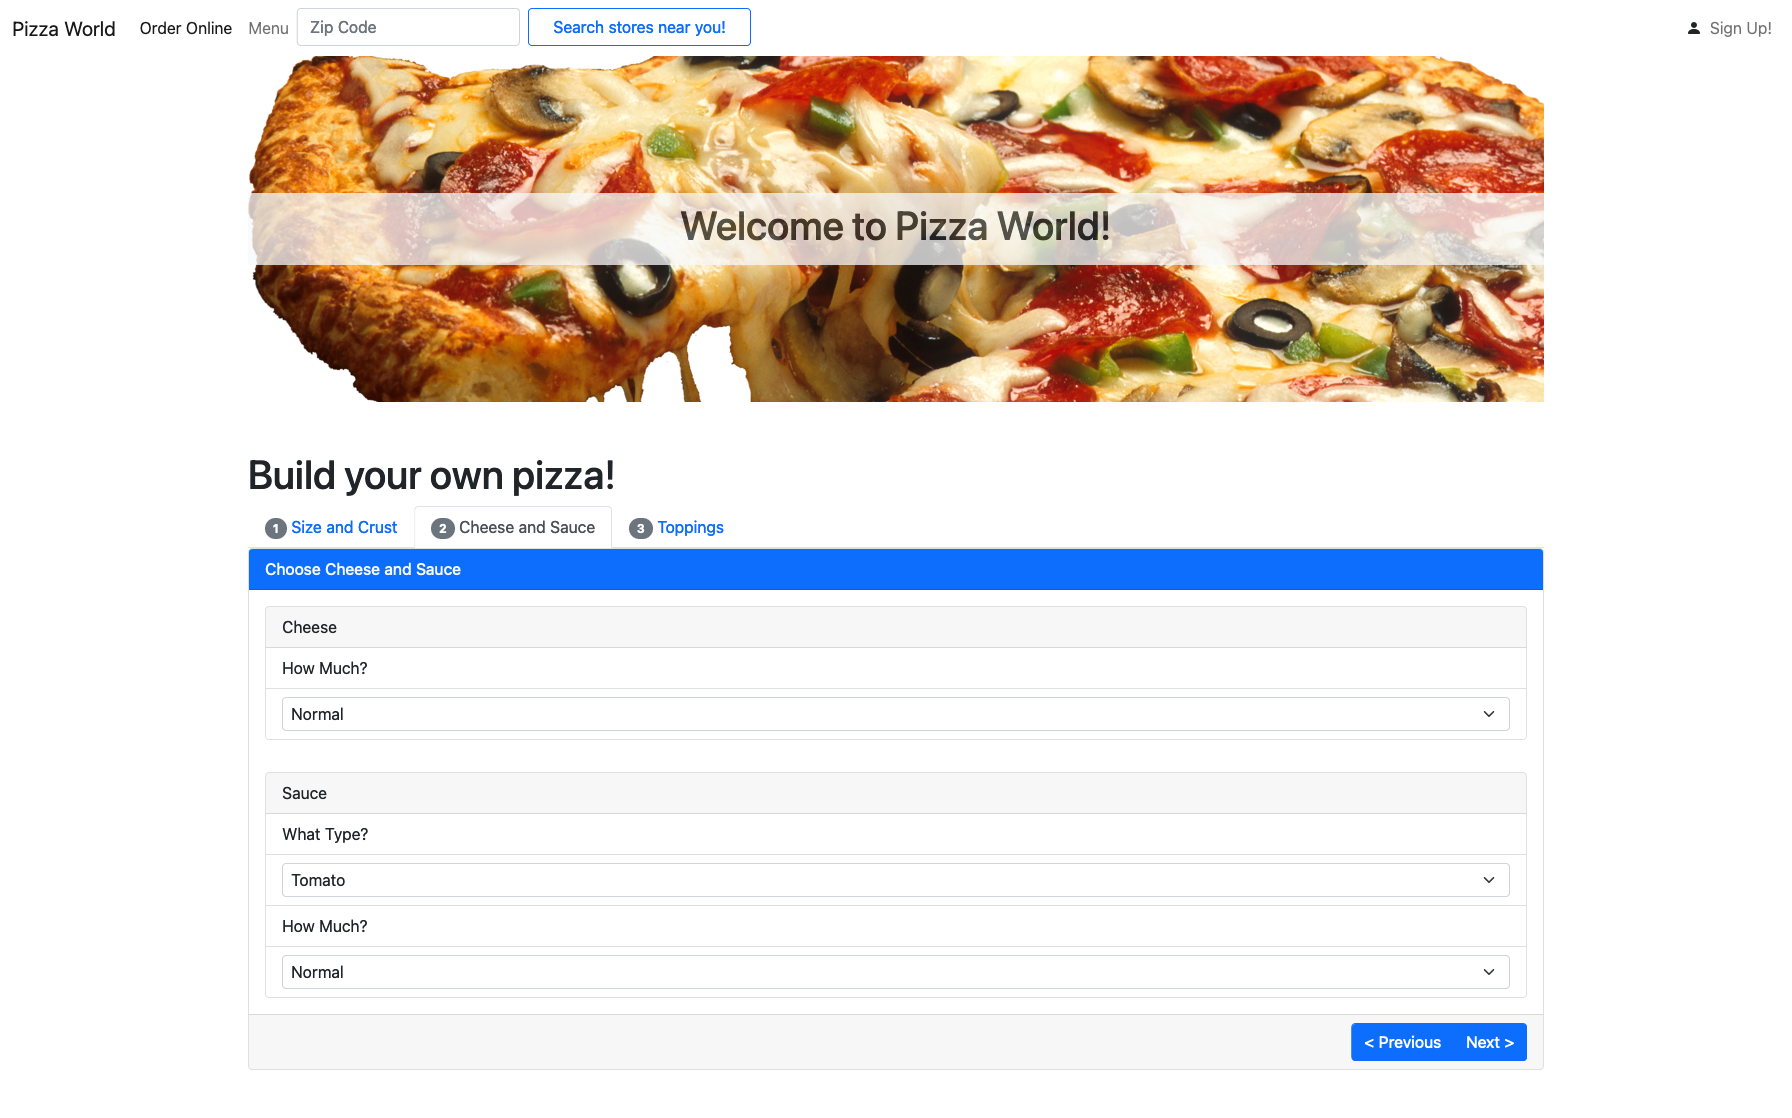 Pizza World Order Online Menu Zip Code Search stores near you! Sign Up!
Welcome to Pizza World!
Build your own pizza!
1 Size and Crust 2 Cheese and Sauce 3 Toppings
Choose Cheese and Sauce
Cheese
How Much?
Normal
Sauce
What Type?
Tomato
How Much?
Normal
< Previous Next >